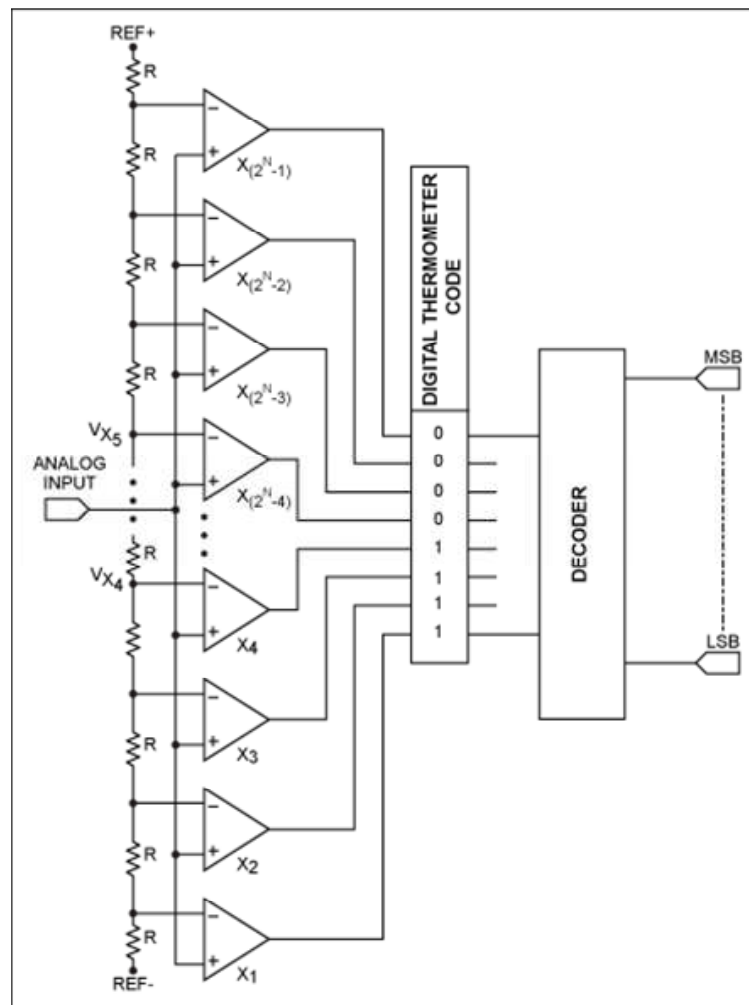 REF+
R
R
R
R
R
R
R
R
VX5
VX4
ANALOG
INPUT
REF-
−
+
X(2^N-1)
−
+
X(2^N-2)
−
+
X(2^N-3)
−
+
X(2^N-4)
−
+
X4
−
+
X3
−
+
X2
−
+
X1
DIGITAL THERMOMETER
CODE
0
0
0
0
1
1
1
1
DECODER
MSB
LSB